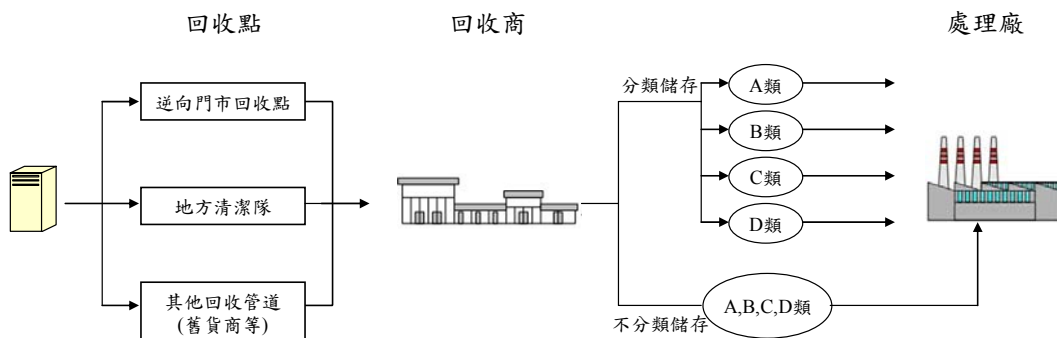 回收點
回收商
處理廠
逆向門市回收點
地方清潔隊
其他回收管道
(舊貨商等)
分類儲存
A類
B類
C類
D類
不分類儲存
A,B,C,D類